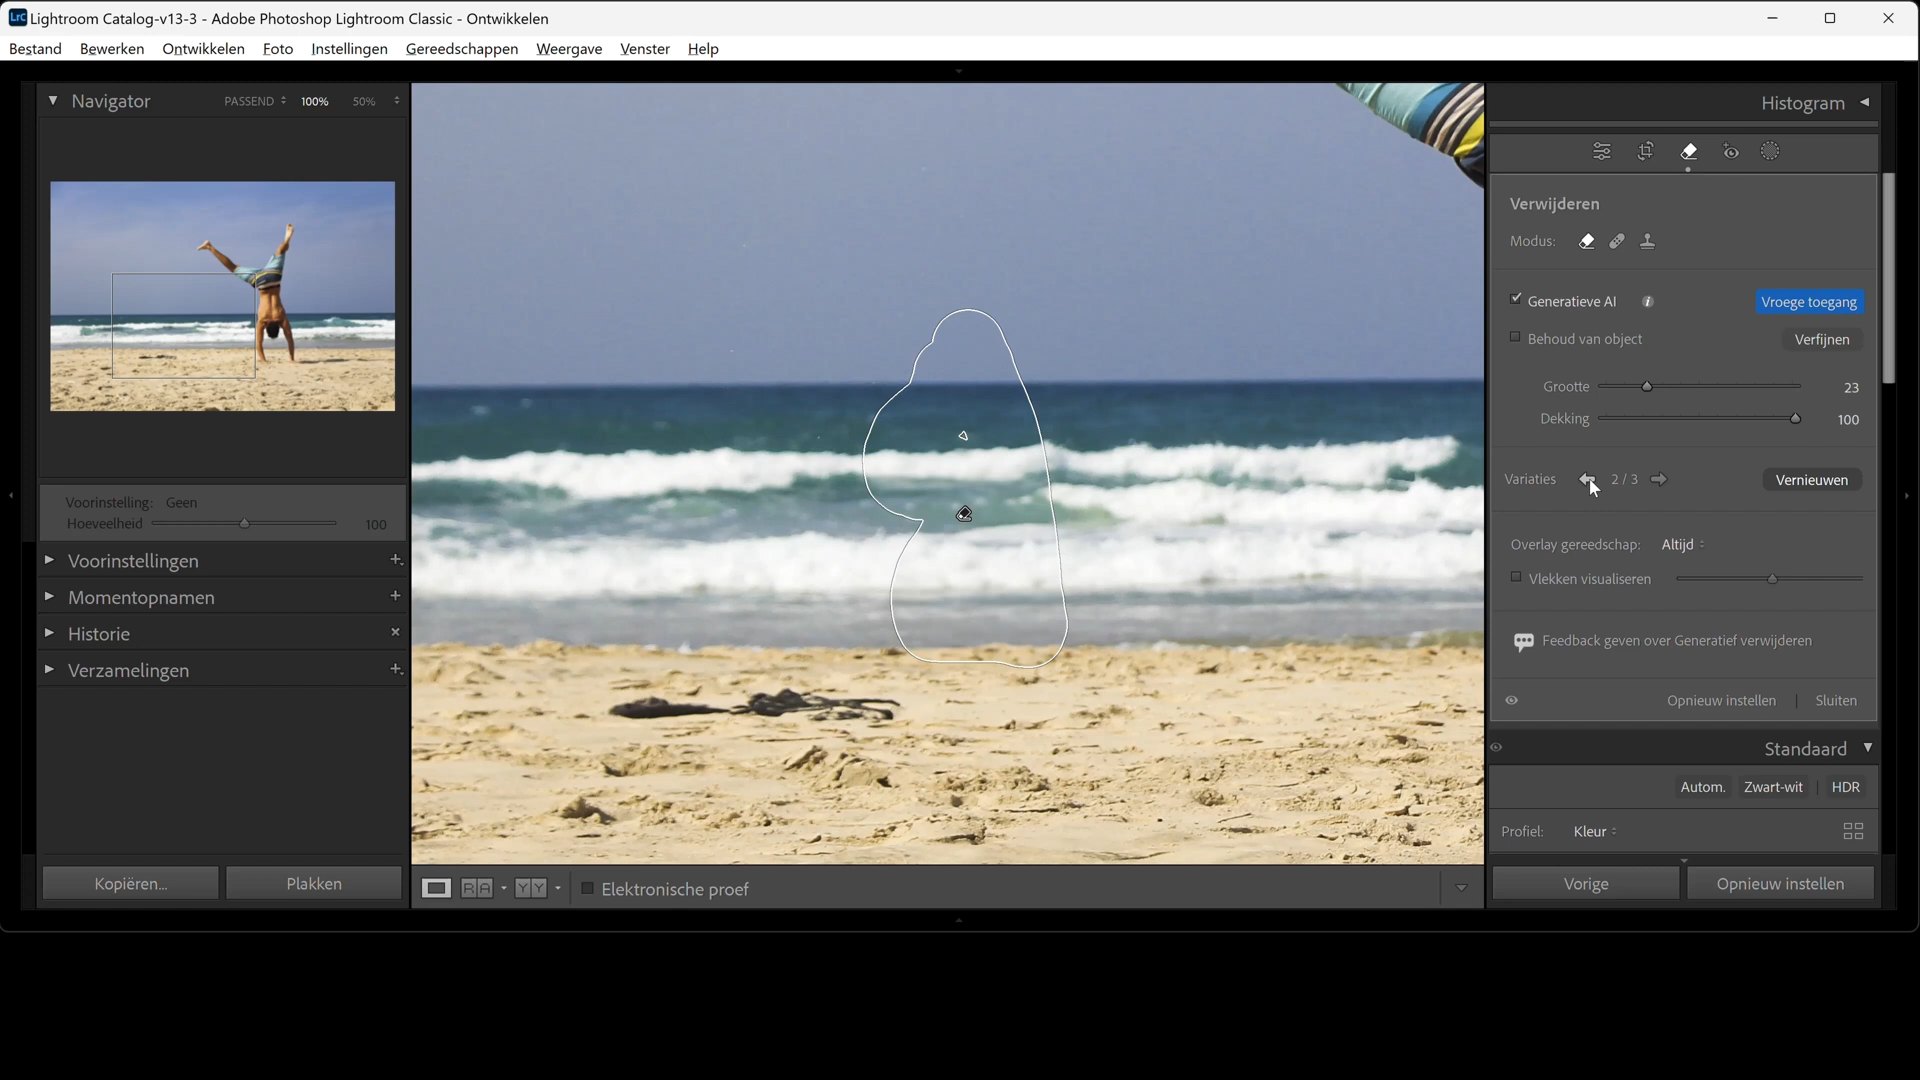 Lightroom Catalog-v13-3 - Adobe Photoshop Lightroom Classic - Ontwikkelen
Bestand Bewerken Ontwikkelen Foto Instellingen Gereedschappen Weergave Venster Help
Navigator PASSEND 100% 50%
Voorinstelling: Geen
Hoeveelheid 100
Voorinstellingen
Momentopnamen
Historie
Verzamelingen
Kopiëren... Plakken
RA YY Elektronische proef
Histogram
Verwijderen
Modus:
Generatieve AI Vroege toegang
Behoud van object Verfijnen
Grootte 23
Dekking 100
Variaties 2 / 3 Vernieuwen
Overlay gereedschap: Altijd
Vlekken visualiseren
Feedback geven over Generatief verwijderen
Opnieuw instellen | Sluiten
Standaard
Autom. Zwart-wit | HDR
Profiel: Kleur
Vorige Opnieuw instellen